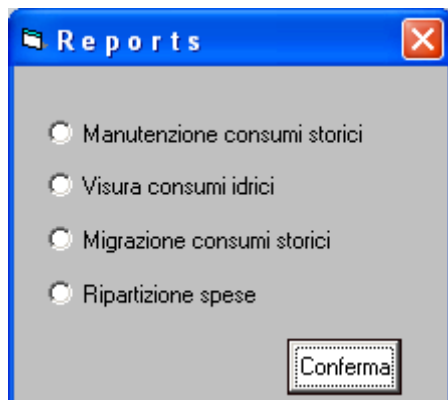 Reports
Manutenzione consumi storici
Visura consumi idrici
Migrazione consumi storici
Ripartizione spese
Conferma